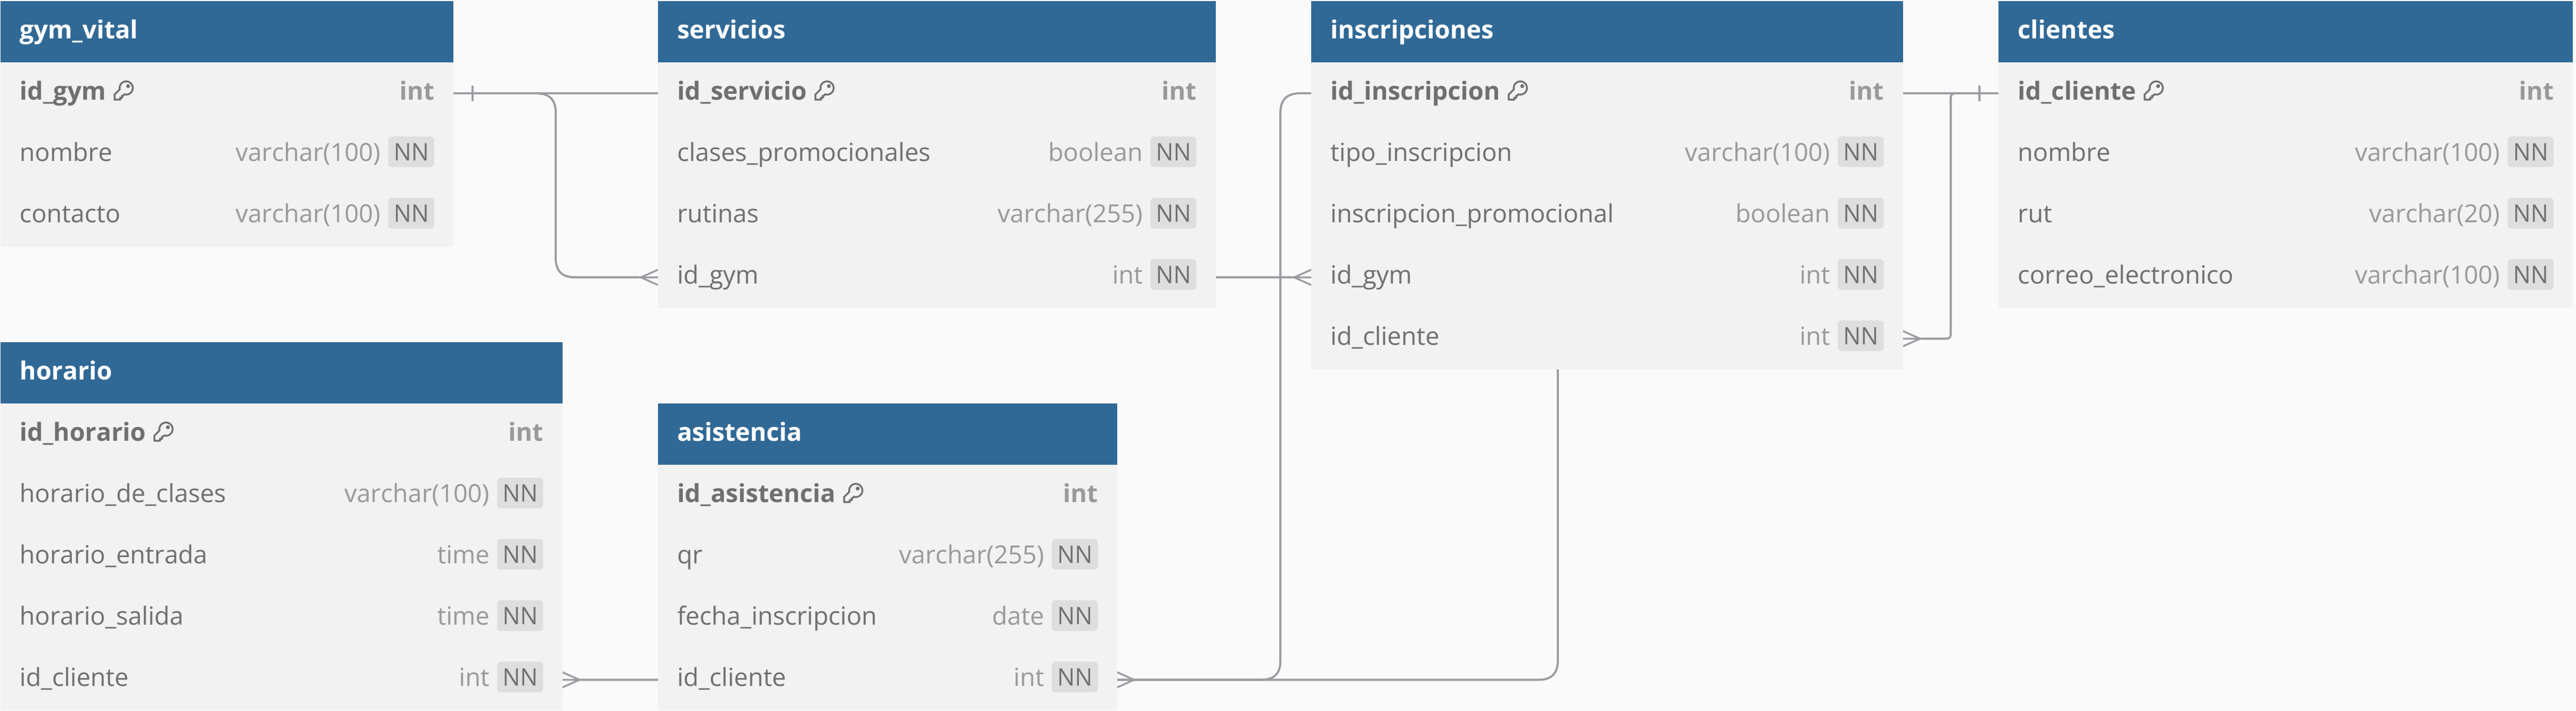 gym_vital
id_gym int
nombre varchar(100) NN
contacto varchar(100) NN
servicios
id_servicio int
clases_promocionales boolean NN
rutinas varchar(255) NN
id_gym int NN
inscripciones
id_inscripcion int
tipo_inscripcion varchar(100) NN
inscripcion_promocional boolean NN
id_gym int NN
id_cliente int NN
clientes
id_cliente int
nombre varchar(100) NN
rut varchar(20) NN
correo_electronico varchar(100) NN
horario
id_horario int
horario_de_clases varchar(100) NN
horario_entrada time NN
horario_salida time NN
id_cliente int NN
asistencia
id_asistencia int
qr varchar(255) NN
fecha_inscripcion date NN
id_cliente int NN